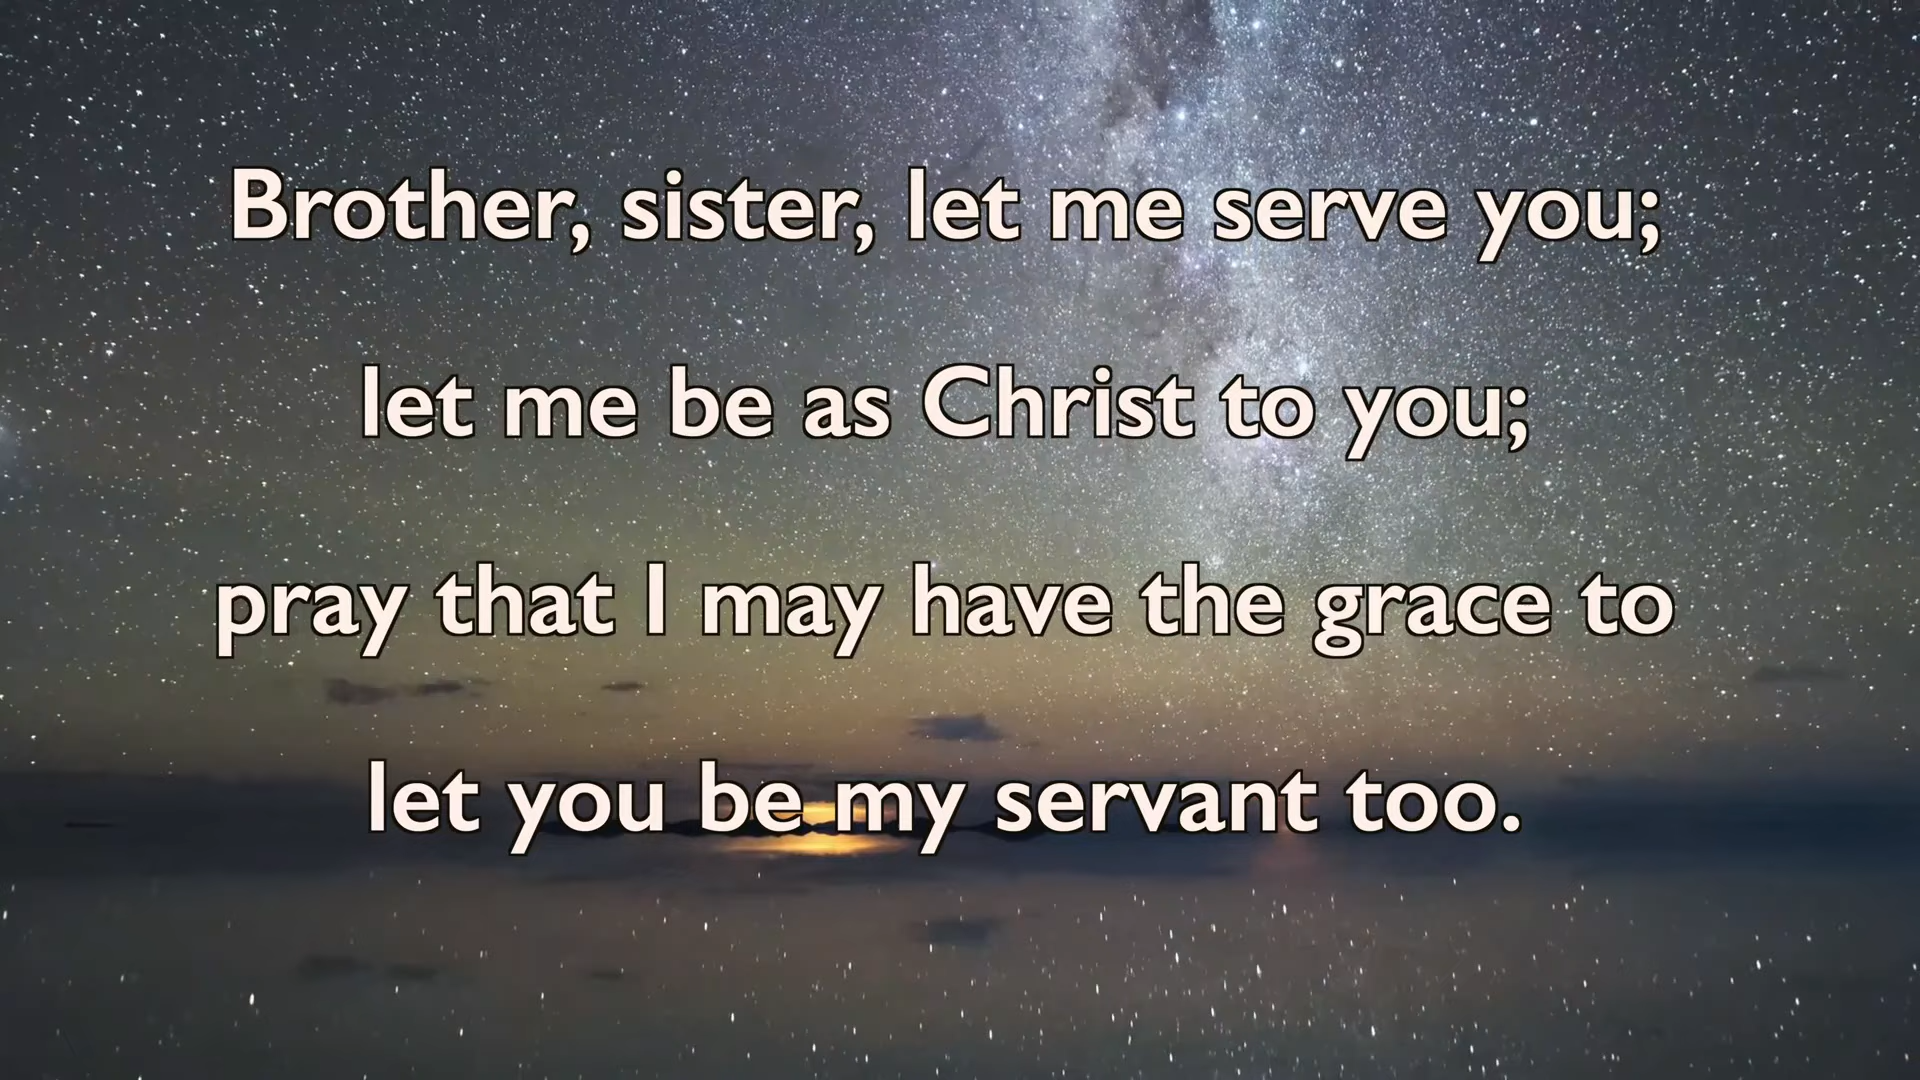 Brother, sister, let me serve you;
let me be as Christ to you;
pray that I may have the grace to
let you be my servant too.